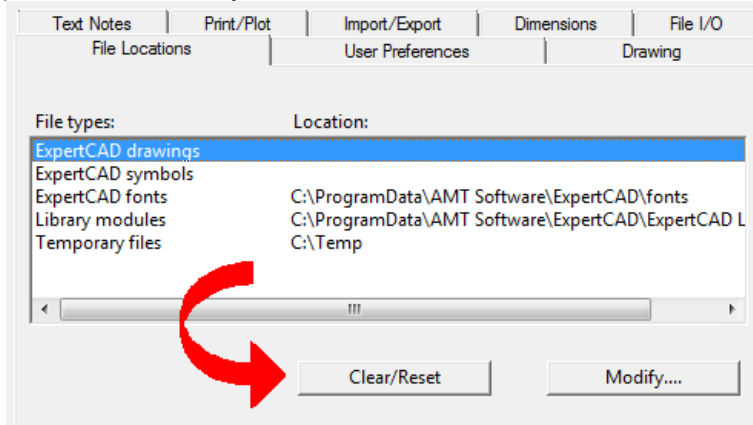 Text Notes Print/Plot Import/Export Dimensions File I/O
File Locations User Preferences Drawing
File types: Location:
ExpertCAD drawings
ExpertCAD symbols
ExpertCAD fonts C:\ProgramData\AMT Software\ExpertCAD\fonts
Library modules C:\ProgramData\AMT Software\ExpertCAD\ExpertCAD L
Temporary files C:\Temp
Clear/Reset Modify....